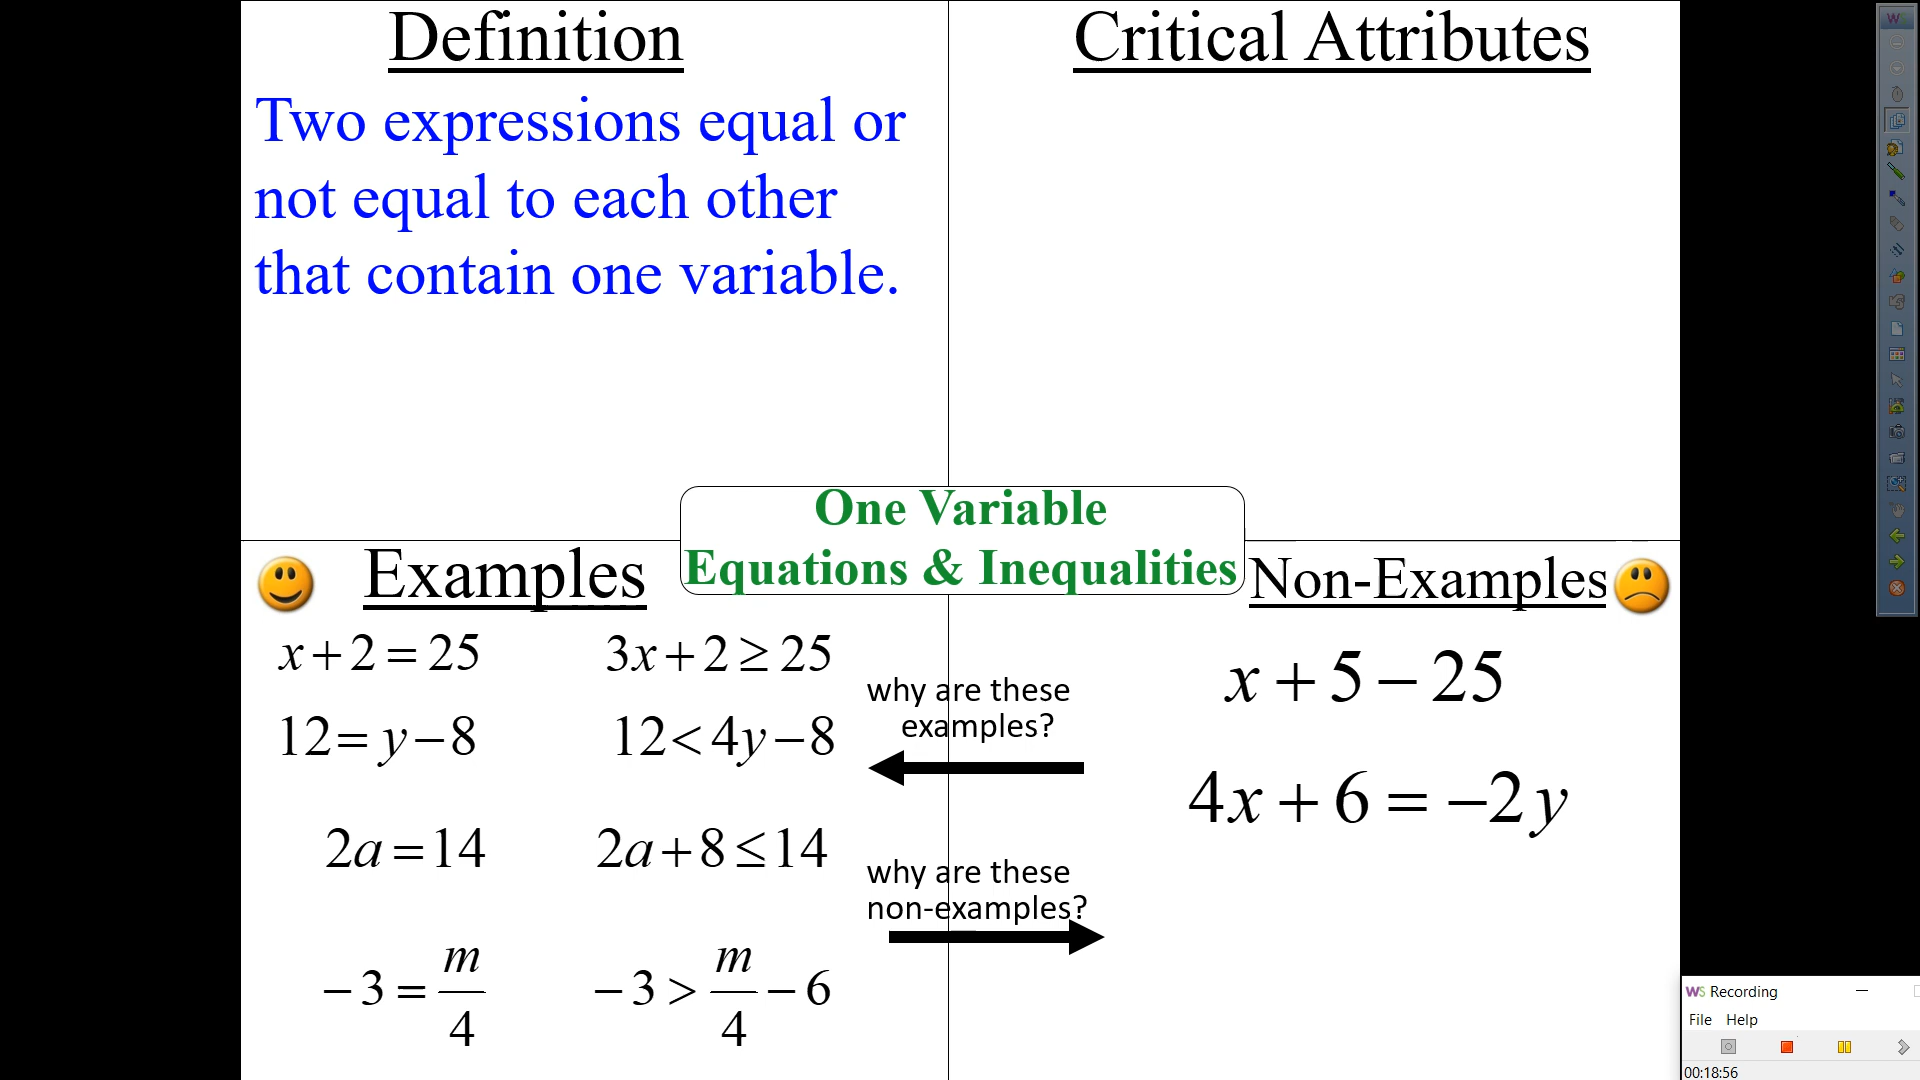 Definition
Critical Attributes
Two expressions equal or
not equal to each other
that contain one variable.
One Variable
Equations & Inequalities
Examples
Non-Examples
x + 2 = 25
3x + 2 ≥ 25
12 = y − 8
12 < 4y − 8
2a = 14
2a + 8 ≤ 14
−3 = m/4
−3 > m/4 − 6
why are these
examples?
why are these
non-examples?
x + 5 − 25
4x + 6 = −2y
WS
WS Recording
File Help
00:18:56